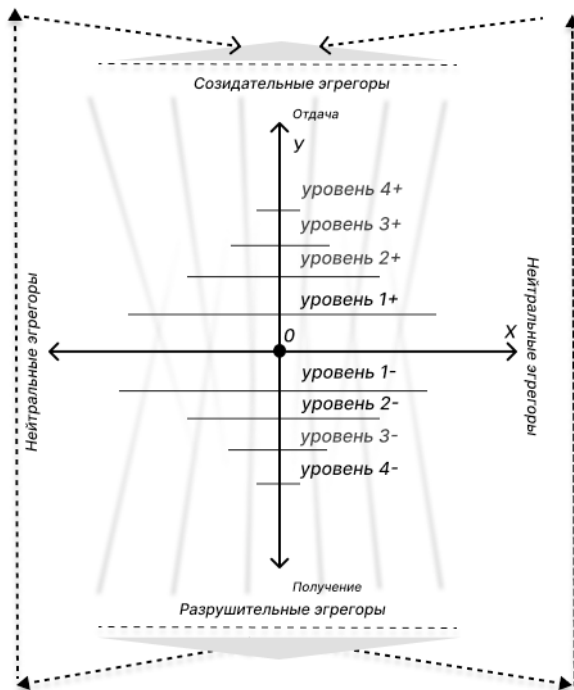 Созидательные эгрегоры
Отдача
У
уровень 4+
уровень 3+
уровень 2+
уровень 1+
0
Х
Нейтральные эгрегоры
Нейтральные эгрегоры
уровень 1-
уровень 2-
уровень 3-
уровень 4-
Получение
Разрушительные эгрегоры